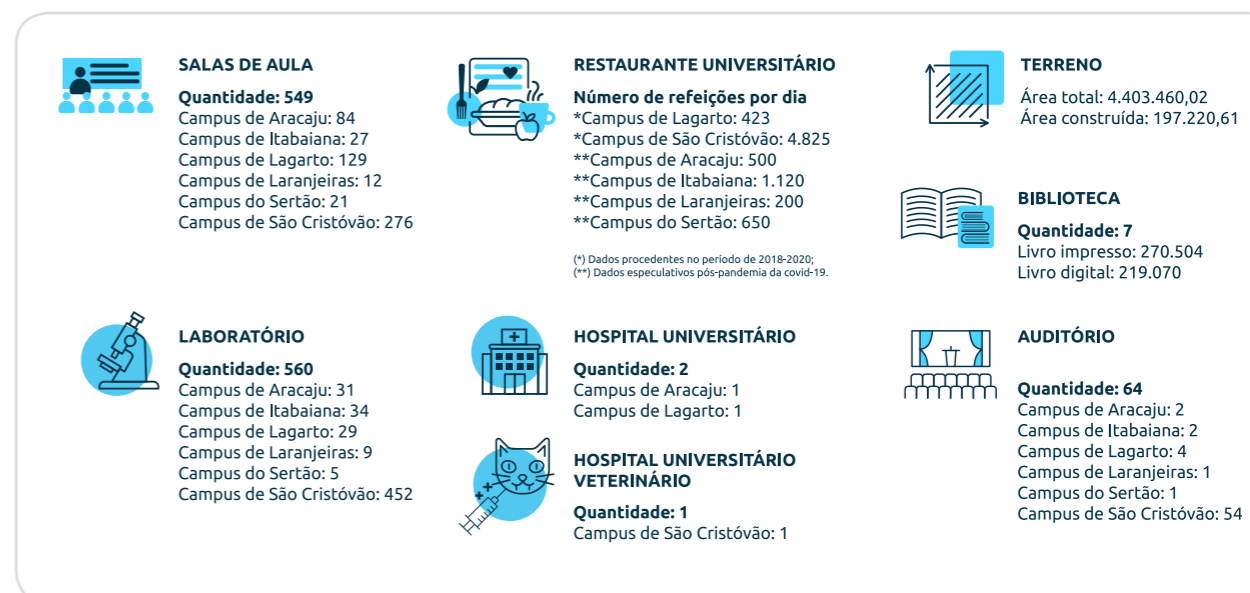 SALAS DE AULA
Quantidade: 549
Campus de Aracaju: 84
Campus de Itabaiana: 27
Campus de Lagarto: 129
Campus de Laranjeiras: 12
Campus do Sertão: 21
Campus de São Cristóvão: 276
RESTAURANTE UNIVERSITÁRIO
Número de refeições por dia
*Campus de Lagarto: 423
*Campus de São Cristóvão: 4.825
**Campus de Aracaju: 500
**Campus de Itabaiana: 1.120
**Campus de Laranjeiras: 200
**Campus do Sertão: 650
(*) Dados procedentes no período de 2018-2020;
(**) Dados especulativos pós-pandemia da covid-19.
TERRENO
Área total: 4.403.460,02
Área construída: 197.220,61
BIBLIOTECA
Quantidade: 7
Livro impresso: 270.504
Livro digital: 219.070
LABORATÓRIO
Quantidade: 560
Campus de Aracaju: 31
Campus de Itabaiana: 34
Campus de Lagarto: 29
Campus de Laranjeiras: 9
Campus do Sertão: 5
Campus de São Cristóvão: 452
HOSPITAL UNIVERSITÁRIO
Quantidade: 2
Campus de Aracaju: 1
Campus de Lagarto: 1
HOSPITAL UNIVERSITÁRIO
VETERINÁRIO
Quantidade: 1
Campus de São Cristóvão: 1
AUDITÓRIO
Quantidade: 64
Campus de Aracaju: 2
Campus de Itabaiana: 2
Campus de Lagarto: 4
Campus de Laranjeiras: 1
Campus do Sertão: 1
Campus de São Cristóvão: 54